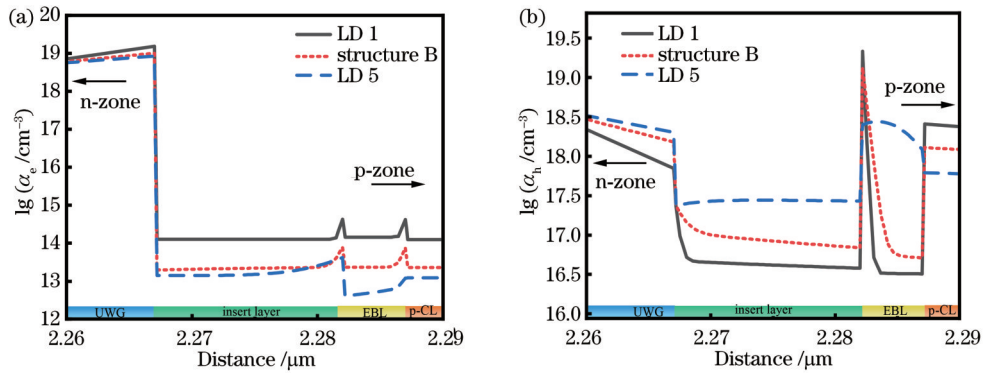 (a)
20
19
18
17
16
15
14
13
12
lg (αe /cm⁻³)
LD 1
structure B
LD 5
n-zone
p-zone
UWG
insert layer
EBL
p-CL
2.26
2.27
2.28
2.29
Distance /μm
(b)
19.5
19.0
18.5
18.0
17.5
17.0
16.5
16.0
lg (αh /cm⁻³)
LD 1
structure B
LD 5
p-zone
n-zone
UWG
insert layer
EBL
p-CL
2.26
2.27
2.28
2.29
Distance /μm